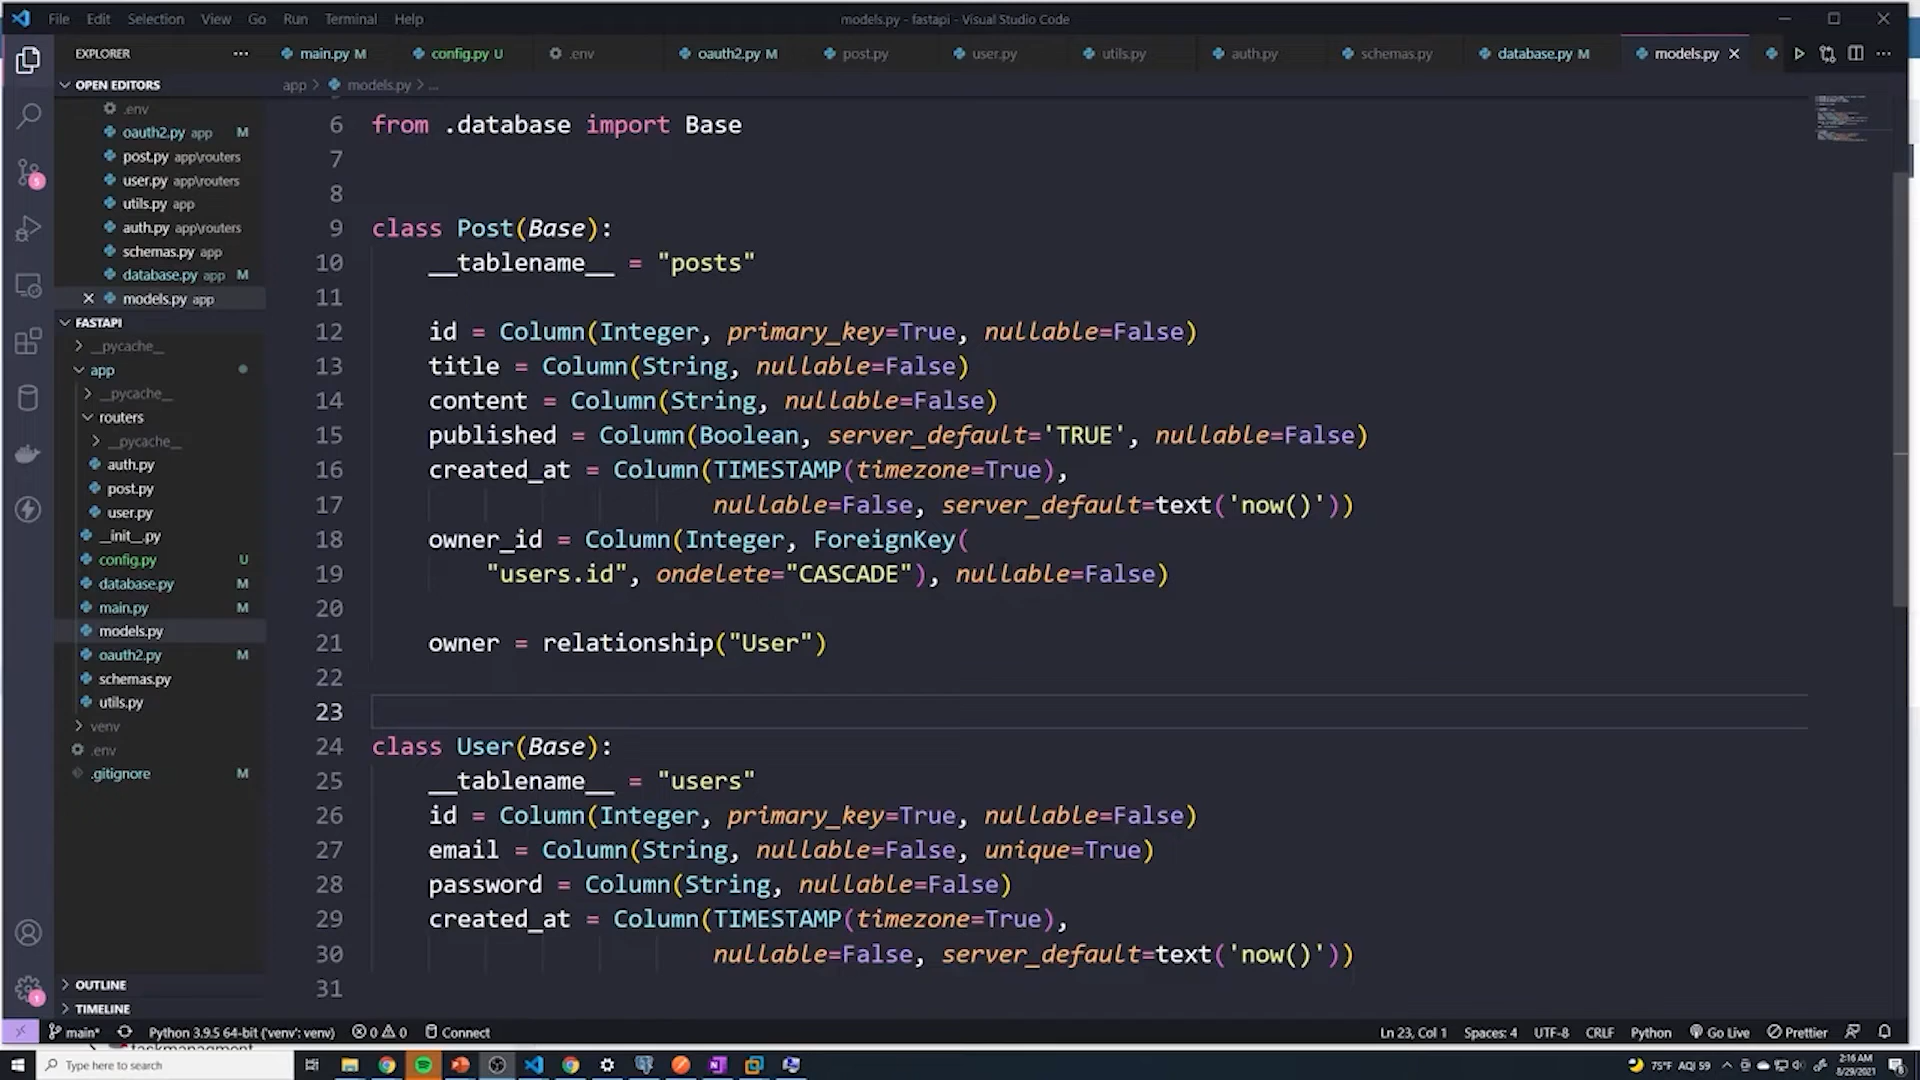 File Edit Selection View Go Run Terminal Help
models.py - fastapi - Visual Studio Code
EXPLORER
main.py M
config.py U
.env
oauth2.py M
post.py
user.py
utils.py
auth.py
schemas.py
database.py M
models.py
OPEN EDITORS
app > models.py > ...
.env
oauth2.py app M
post.py app\routers
user.py app\routers
utils.py app
auth.py app\routers
schemas.py app
database.py app M
models.py app
FASTAPI
__pycache__
app
__pycache__
routers
__pycache__
auth.py
post.py
user.py
__init__.py
config.py U
database.py M
main.py M
models.py
oauth2.py M
schemas.py
utils.py
venv
.env
.gitignore M
OUTLINE
TIMELINE
5
1
6 from .database import Base
7
8
9 class Post(Base):
10 __tablename__ = "posts"
11
12 id = Column(Integer, primary_key=True, nullable=False)
13 title = Column(String, nullable=False)
14 content = Column(String, nullable=False)
15 published = Column(Boolean, server_default='TRUE', nullable=False)
16 created_at = Column(TIMESTAMP(timezone=True),
17 nullable=False, server_default=text('now()'))
18 owner_id = Column(Integer, ForeignKey(
19 "users.id", ondelete="CASCADE"), nullable=False)
20
21 owner = relationship("User")
22
23
24 class User(Base):
25 __tablename__ = "users"
26 id = Column(Integer, primary_key=True, nullable=False)
27 email = Column(String, nullable=False, unique=True)
28 password = Column(String, nullable=False)
29 created_at = Column(TIMESTAMP(timezone=True),
30 nullable=False, server_default=text('now()'))
31
main* Python 3.9.5 64-bit ('venv': venv) 0 0 Connect
Ln 23, Col 1 Spaces: 4 UTF-8 CRLF Python Go Live Prettier
taskmanagment
Type here to search
75°F AQI 59
2:16 AM
8/29/2021